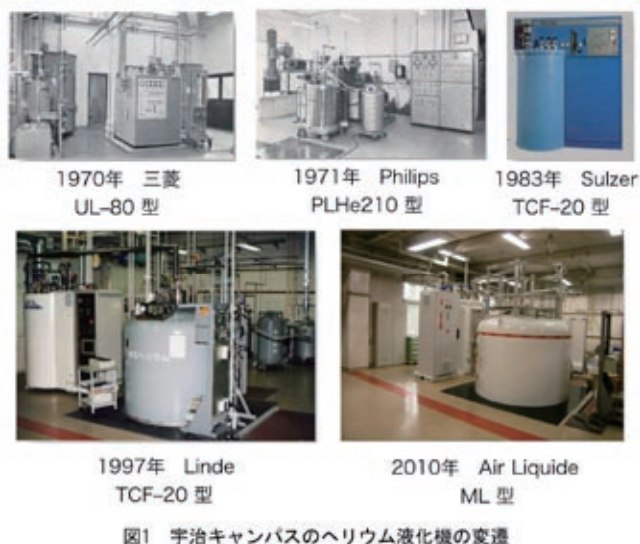 1970年 三菱
UL-80 型
1971年 Philips
PLHe210 型
1983年 Sulzer
TCF-20 型
1997年 Linde
TCF-20 型
2010年 Air Liquide
ML 型
図1 宇治キャンパスのヘリウム液化機の変遷